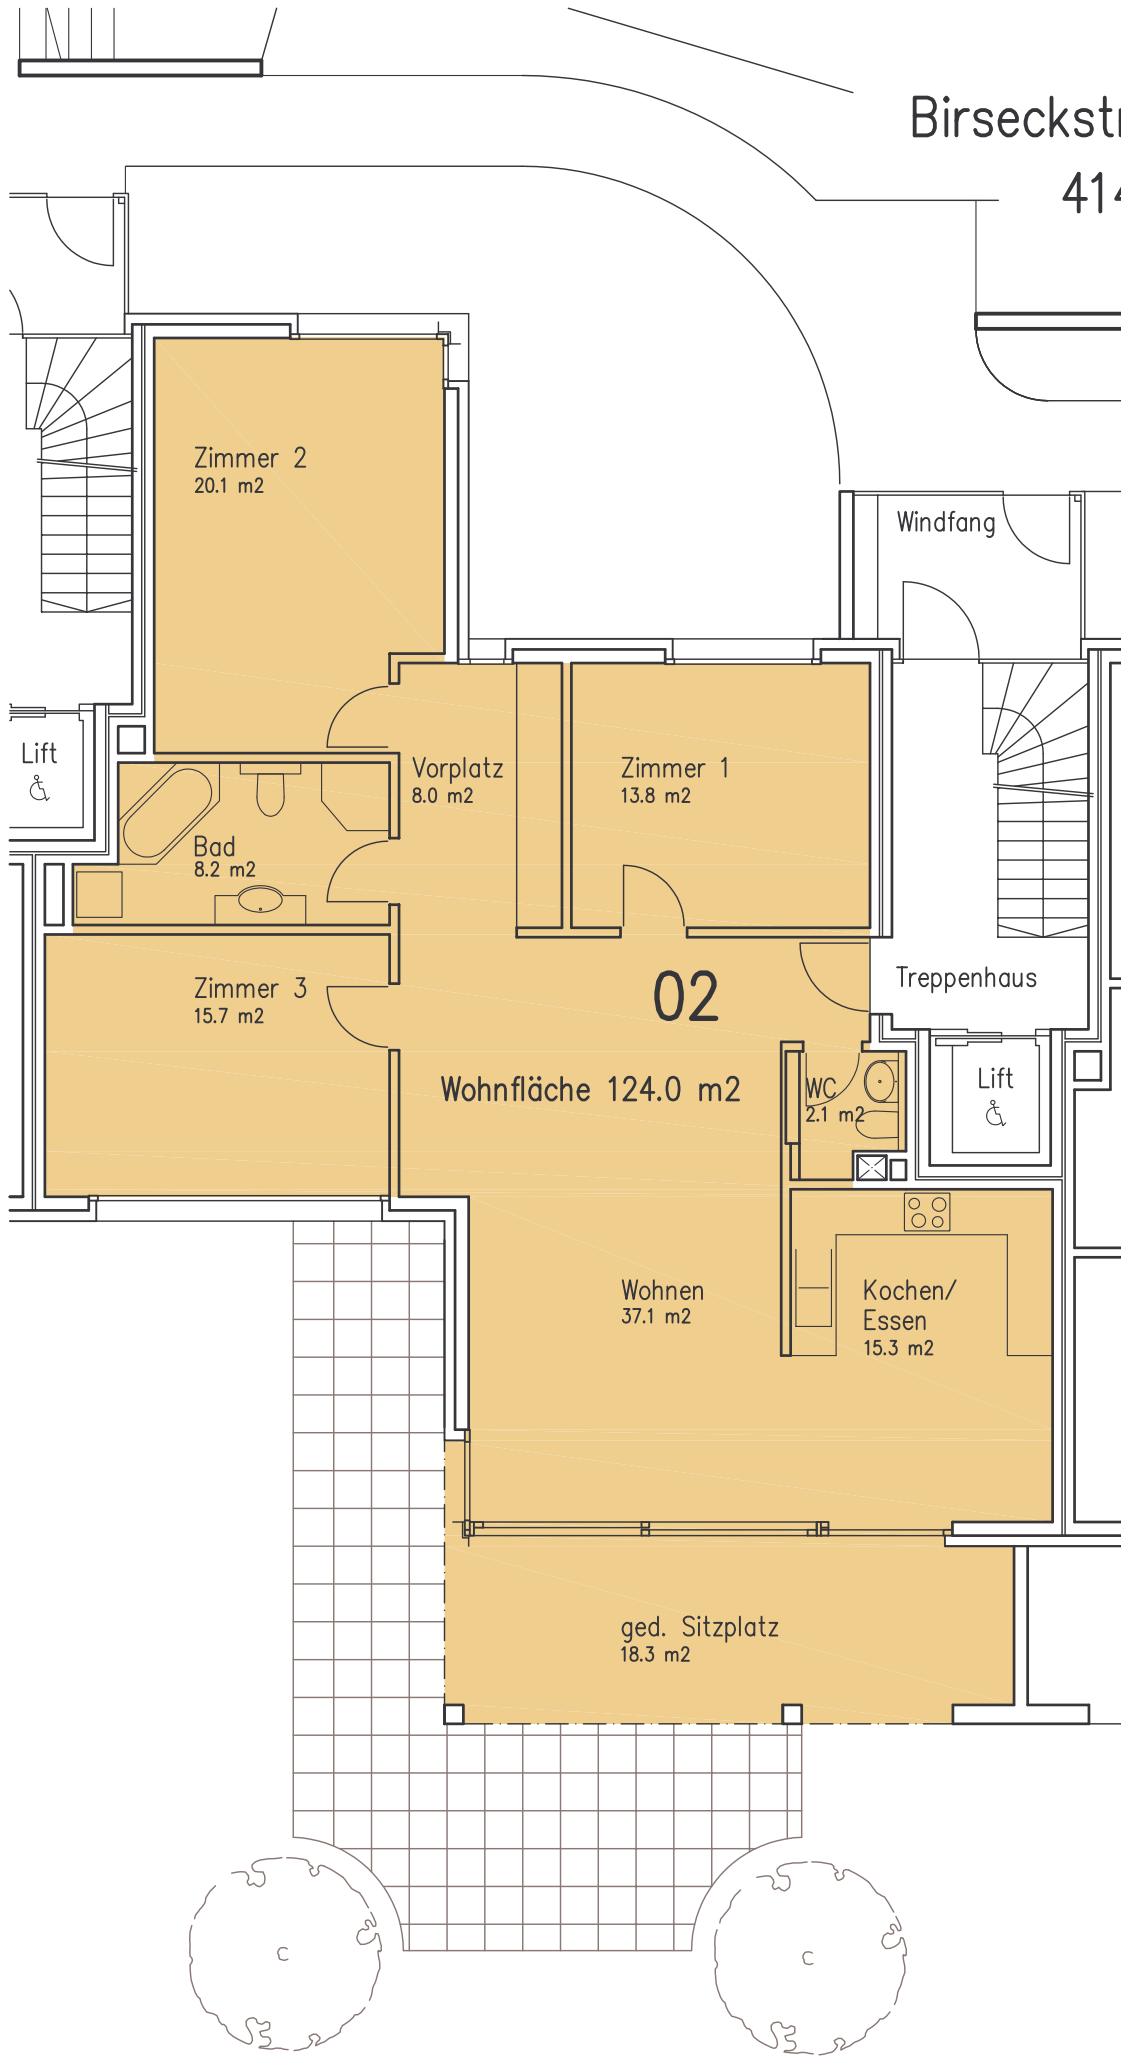 Birseckstr
414
Zimmer 2
20.1 m2
Windfang
Lift
Vorplatz
8.0 m2
Zimmer 1
13.8 m2
Bad
8.2 m2
Zimmer 3
15.7 m2
02
Treppenhaus
Wohnfläche 124.0 m2
WC
2.1 m2
Lift
Wohnen
37.1 m2
Kochen/
Essen
15.3 m2
ged. Sitzplatz
18.3 m2
C
C